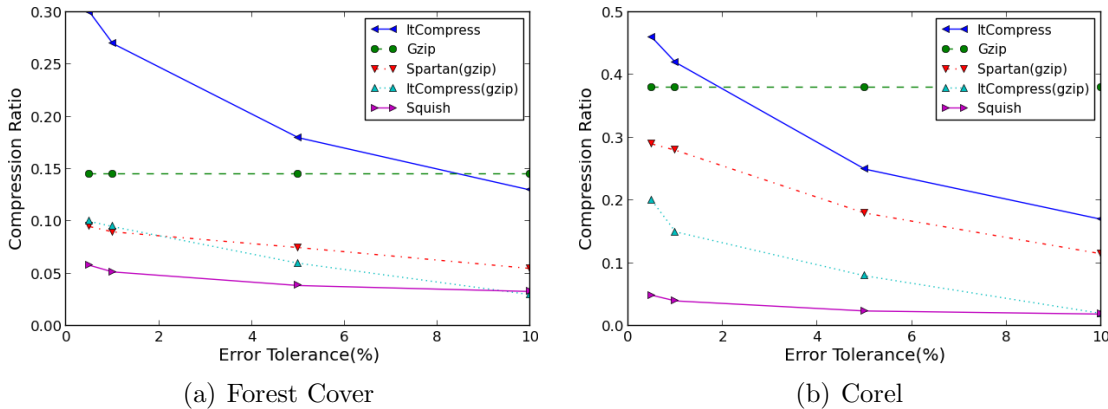 0.30
0.25
0.20
0.15
0.10
0.05
0.00
Compression Ratio
0 2 4 6 8 10
Error Tolerance(%)
ItCompress
Gzip
Spartan(gzip)
ItCompress(gzip)
Squish
(a) Forest Cover
0.5
0.4
0.3
0.2
0.1
0.0
Compression Ratio
0 2 4 6 8 10
Error Tolerance(%)
ItCompress
Gzip
Spartan(gzip)
ItCompress(gzip)
Squish
(b) Corel